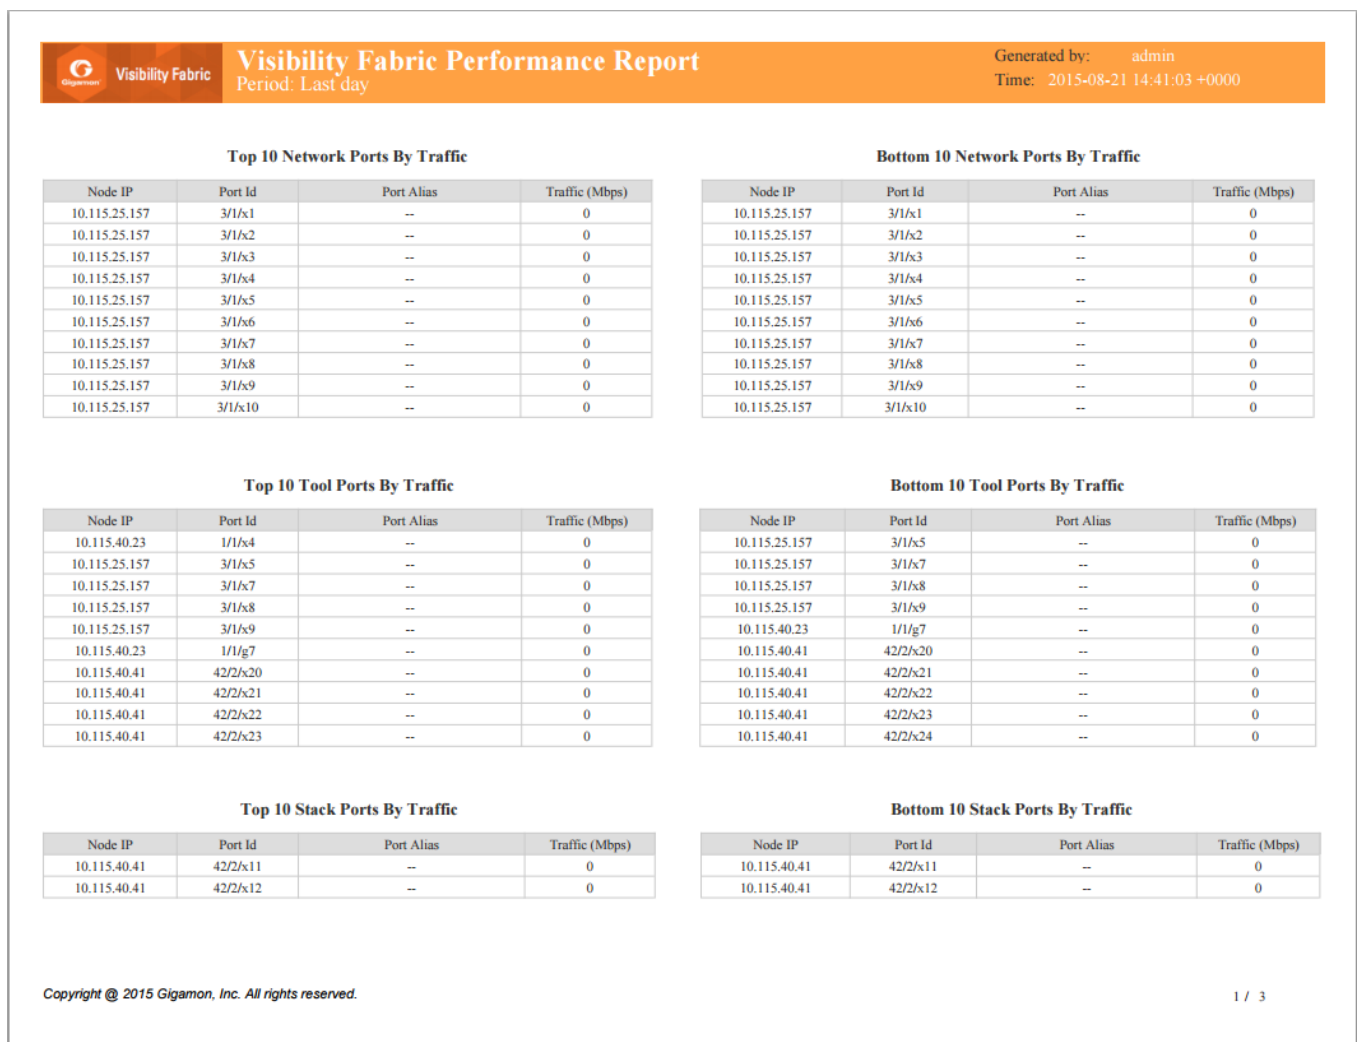 Gigamon Visibility Fabric
Visibility Fabric Performance Report
Period: Last day
Generated by: admin
Time: 2015-08-21 14:41:03 +0000
Top 10 Network Ports By Traffic
Node IP Port Id Port Alias Traffic (Mbps)
10.115.25.157 3/1/x1 -- 0
10.115.25.157 3/1/x2 -- 0
10.115.25.157 3/1/x3 -- 0
10.115.25.157 3/1/x4 -- 0
10.115.25.157 3/1/x5 -- 0
10.115.25.157 3/1/x6 -- 0
10.115.25.157 3/1/x7 -- 0
10.115.25.157 3/1/x8 -- 0
10.115.25.157 3/1/x9 -- 0
10.115.25.157 3/1/x10 -- 0
Bottom 10 Network Ports By Traffic
Node IP Port Id Port Alias Traffic (Mbps)
10.115.25.157 3/1/x1 -- 0
10.115.25.157 3/1/x2 -- 0
10.115.25.157 3/1/x3 -- 0
10.115.25.157 3/1/x4 -- 0
10.115.25.157 3/1/x5 -- 0
10.115.25.157 3/1/x6 -- 0
10.115.25.157 3/1/x7 -- 0
10.115.25.157 3/1/x8 -- 0
10.115.25.157 3/1/x9 -- 0
10.115.25.157 3/1/x10 -- 0
Top 10 Tool Ports By Traffic
Node IP Port Id Port Alias Traffic (Mbps)
10.115.40.23 1/1/x4 -- 0
10.115.25.157 3/1/x5 -- 0
10.115.25.157 3/1/x7 -- 0
10.115.25.157 3/1/x8 -- 0
10.115.25.157 3/1/x9 -- 0
10.115.40.23 1/1/g7 -- 0
10.115.40.41 42/2/x20 -- 0
10.115.40.41 42/2/x21 -- 0
10.115.40.41 42/2/x22 -- 0
10.115.40.41 42/2/x23 -- 0
Bottom 10 Tool Ports By Traffic
Node IP Port Id Port Alias Traffic (Mbps)
10.115.25.157 3/1/x5 -- 0
10.115.25.157 3/1/x7 -- 0
10.115.25.157 3/1/x8 -- 0
10.115.25.157 3/1/x9 -- 0
10.115.40.23 1/1/g7 -- 0
10.115.40.41 42/2/x20 -- 0
10.115.40.41 42/2/x21 -- 0
10.115.40.41 42/2/x22 -- 0
10.115.40.41 42/2/x23 -- 0
10.115.40.41 42/2/x24 -- 0
Top 10 Stack Ports By Traffic
Node IP Port Id Port Alias Traffic (Mbps)
10.115.40.41 42/2/x11 -- 0
10.115.40.41 42/2/x12 -- 0
Bottom 10 Stack Ports By Traffic
Node IP Port Id Port Alias Traffic (Mbps)
10.115.40.41 42/2/x11 -- 0
10.115.40.41 42/2/x12 -- 0
Copyright @ 2015 Gigamon, Inc. All rights reserved.
1 / 3